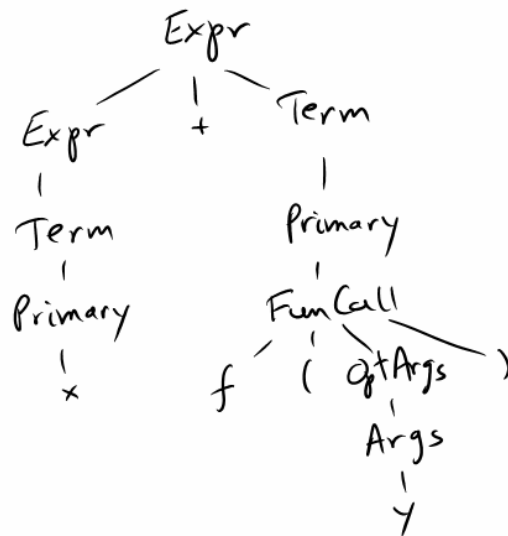 Expr
Expr + Term
Term Primary
Primary FunCall
x f ( OptArgs )
Args
y